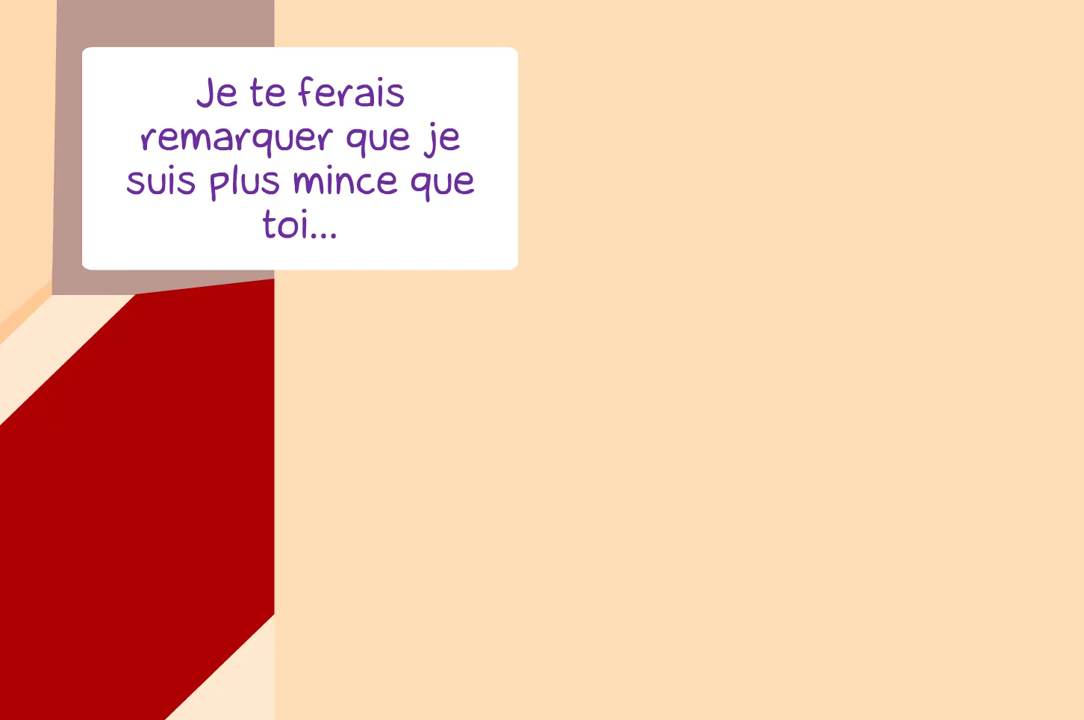 Je te ferais
remarquer que je
suis plus mince que
toi...